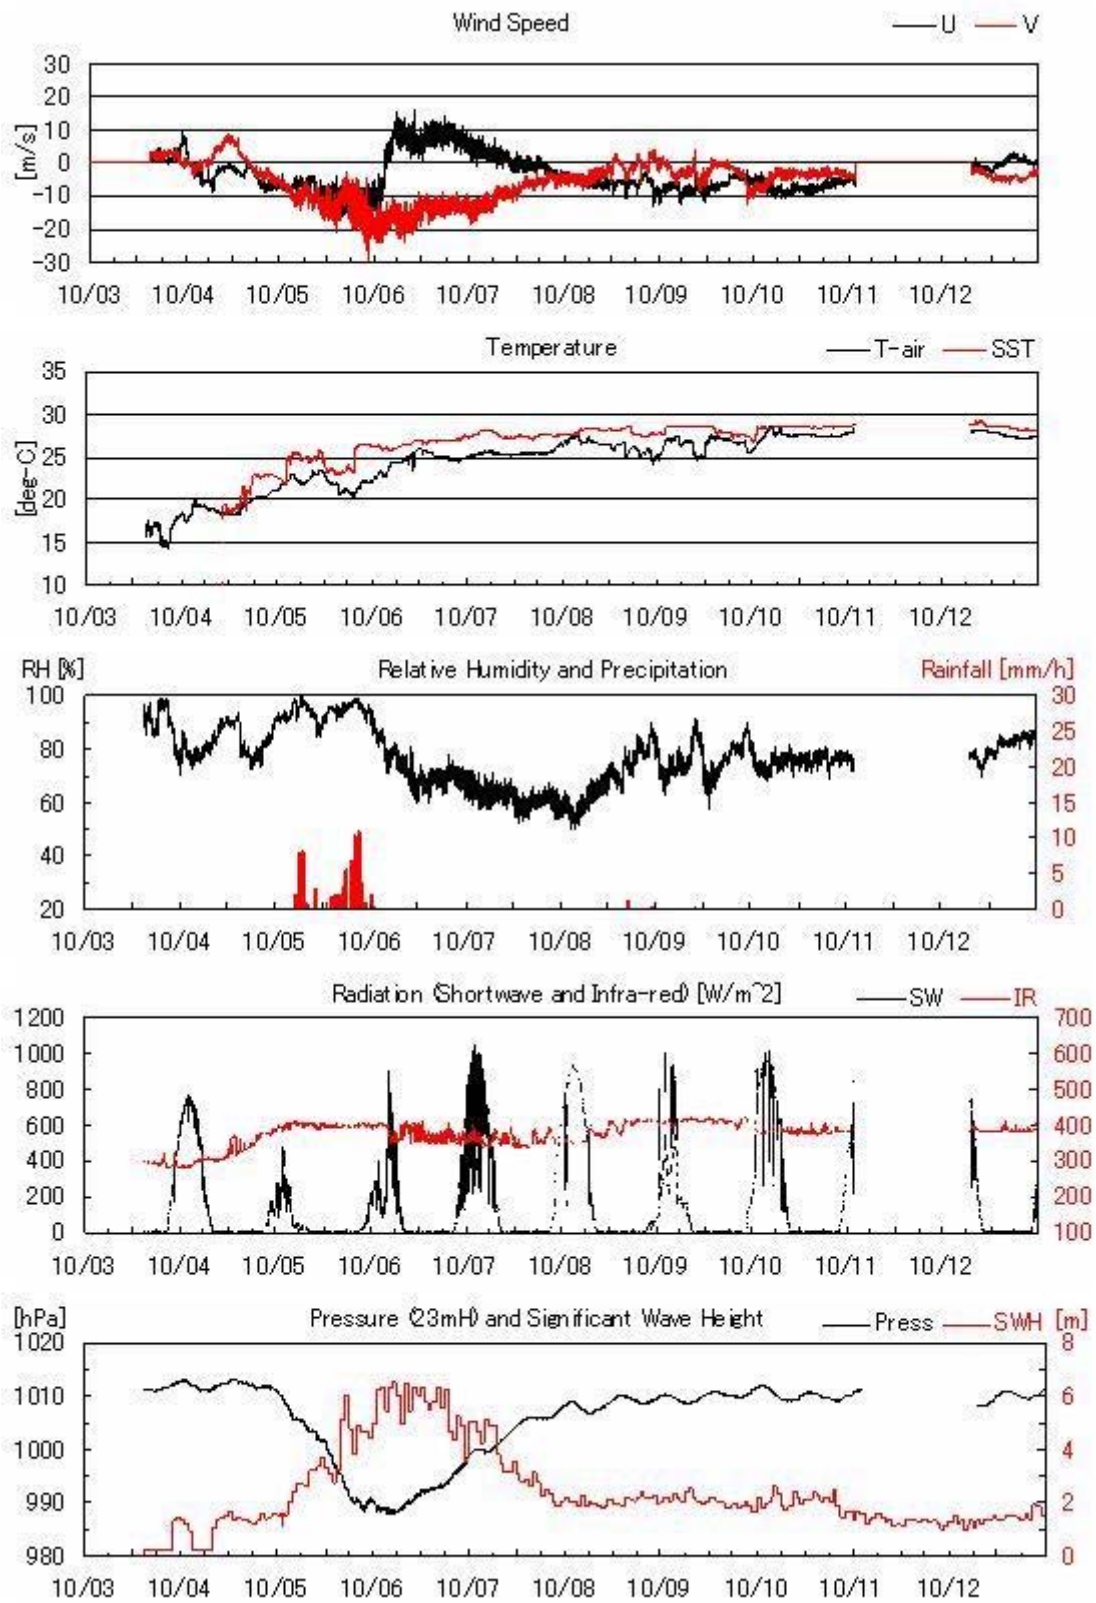 Wind Speed U V
30
20
10
0
-10
-20
-30
[m/s]
10/03 10/04 10/05 10/06 10/07 10/08 10/09 10/10 10/11 10/12
Temperature T-air SST
35
30
25
20
15
10
[deg-C]
10/03 10/04 10/05 10/06 10/07 10/08 10/09 10/10 10/11 10/12
RH [%] Relative Humidity and Precipitation Rainfall [mm/h]
100 30
25
80
20
60 15
10
40
5
20 0
10/03 10/04 10/05 10/06 10/07 10/08 10/09 10/10 10/11 10/12
Radiation (Shortwave and Infra-red) [W/m^2] SW IR
1200 700
1000 600
800 500
600 400
400 300
200 200
0 100
10/03 10/04 10/05 10/06 10/07 10/08 10/09 10/10 10/11 10/12
[hPa] Pressure (23mH) and Significant Wave Height Press SWH [m]
1020 8
1010 6
1000 4
990 2
980 0
10/03 10/04 10/05 10/06 10/07 10/08 10/09 10/10 10/11 10/12